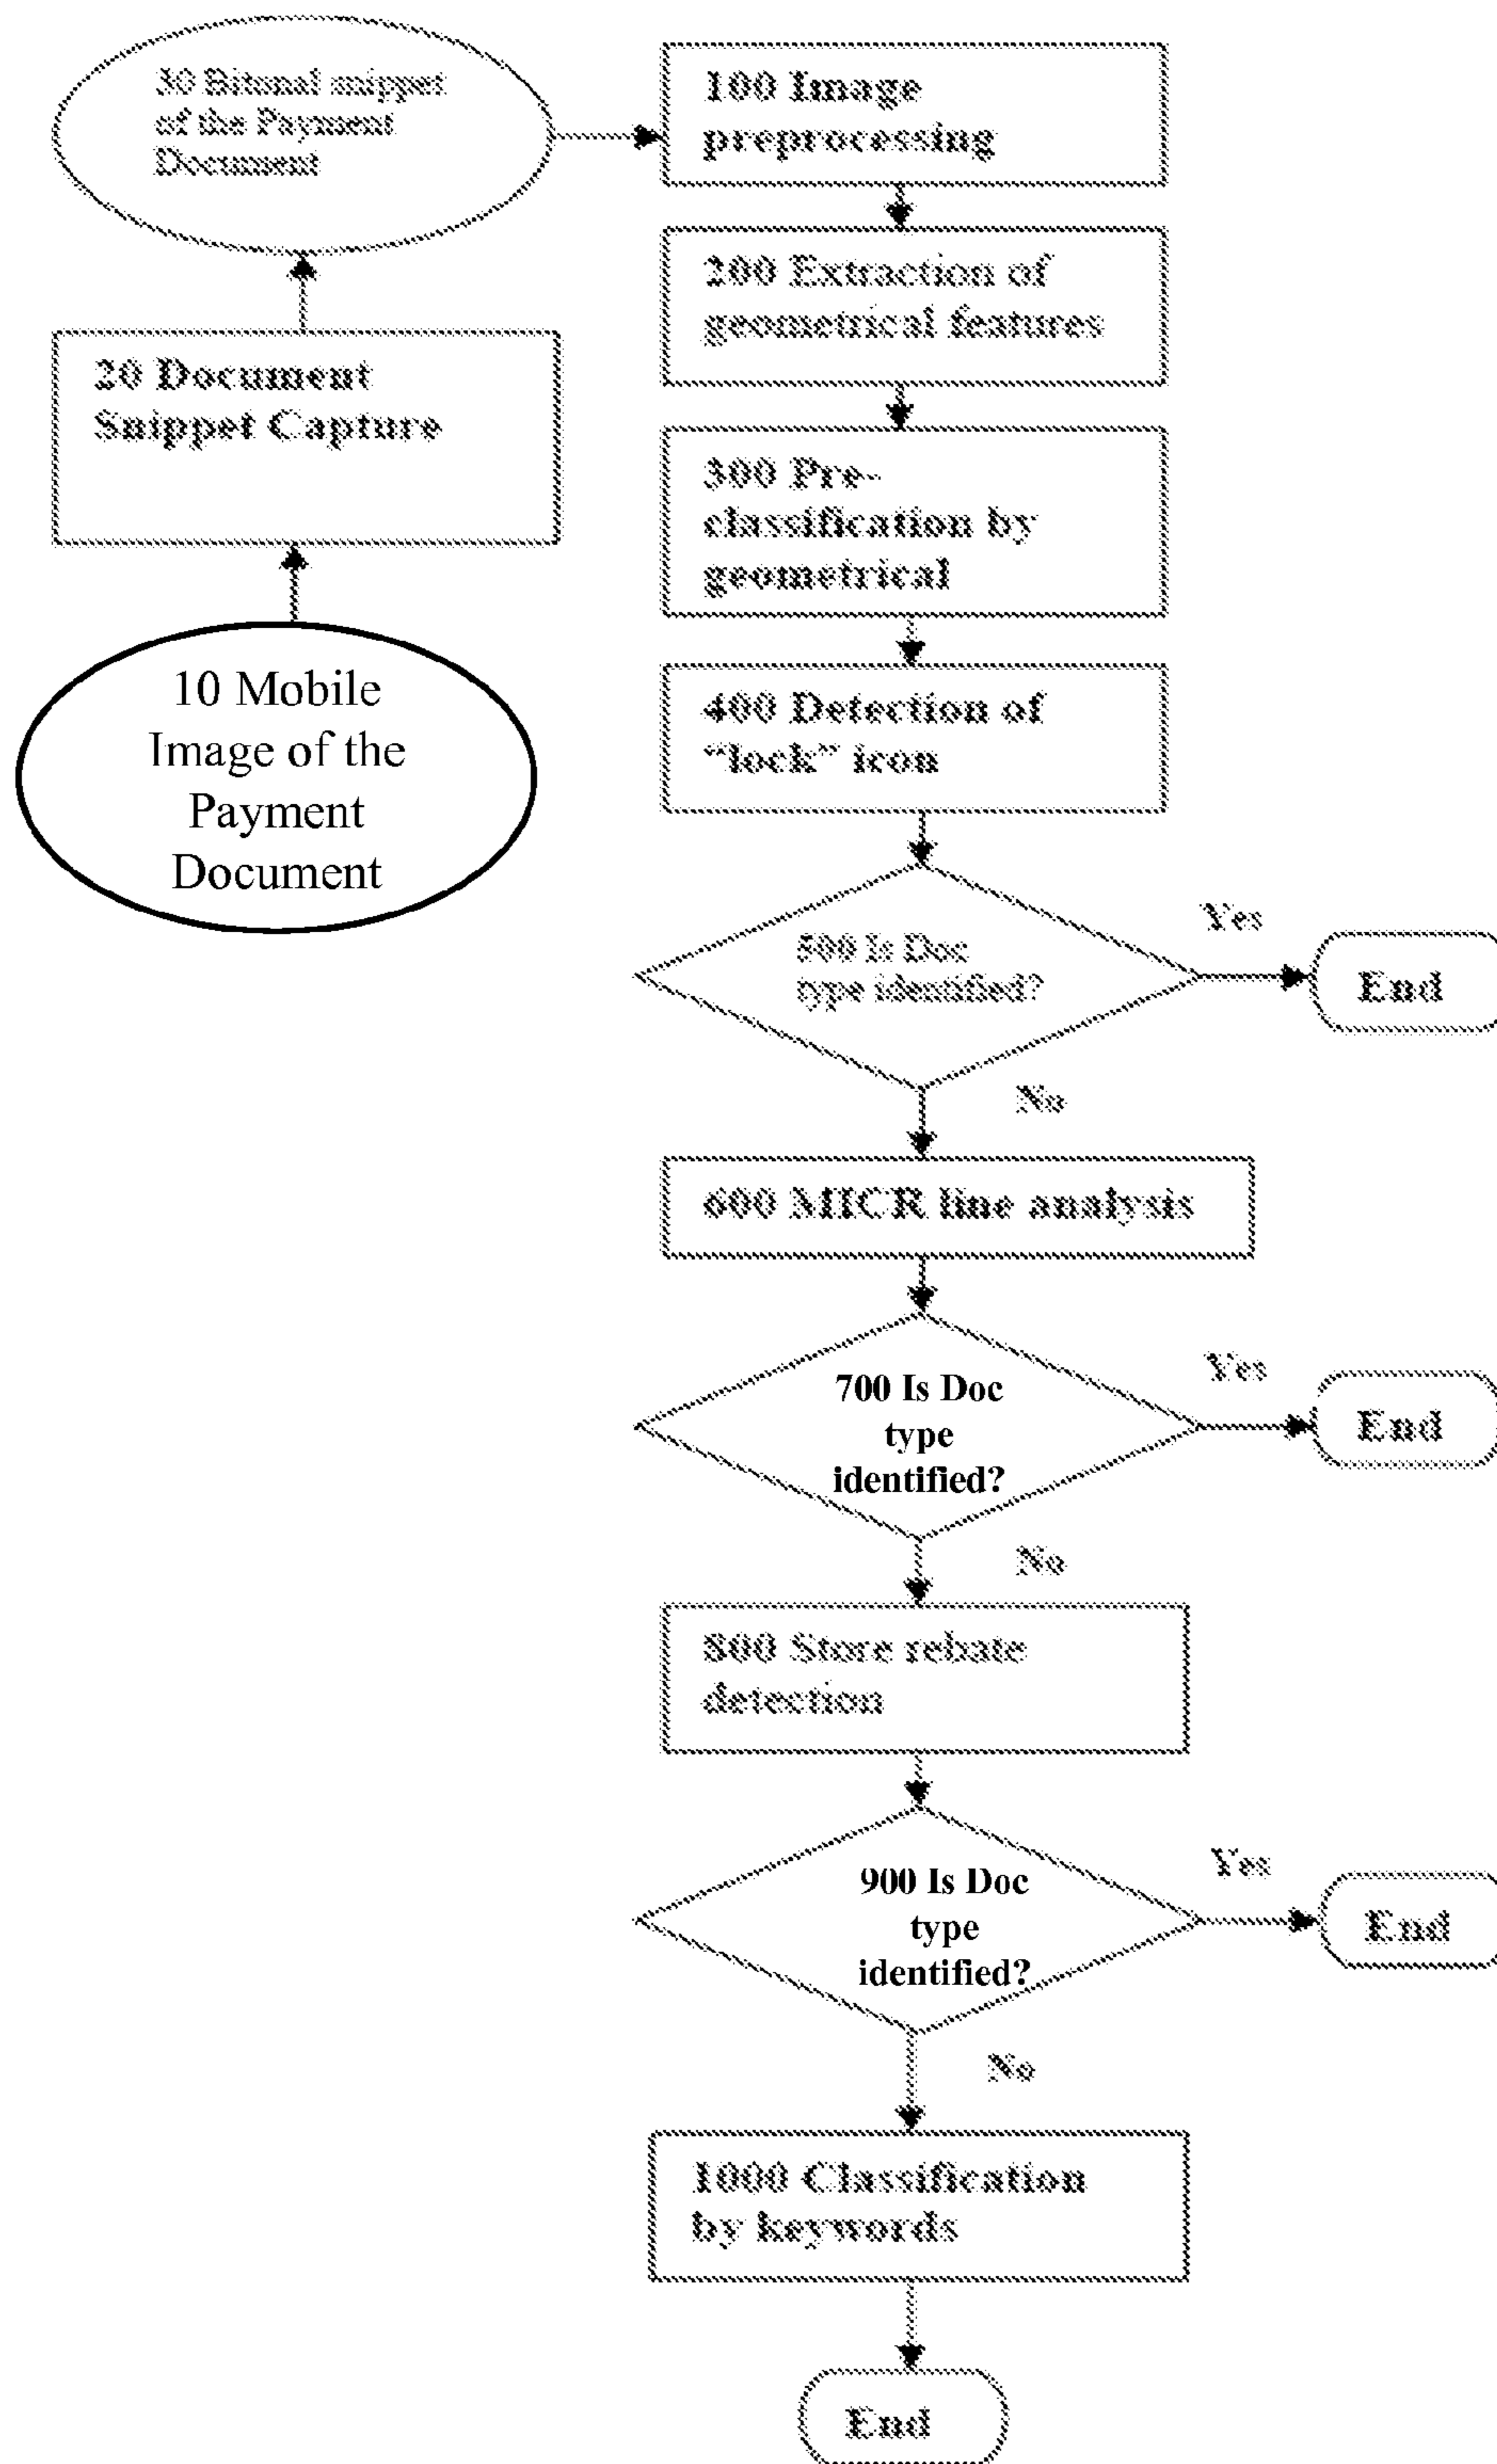 10 Mobile
Image of the
Payment
Document
20 Document
Snippet Capture
30 Bitonal snippet
of the Payment
Document
100 Image
preprocessing
200 Extraction of
geometrical features
300 Pre-
classification by
geometrical
400 Detection of
“lock” icon
500 Is Doc
type identified?
Yes
End
No
600 MICR line analysis
700 Is Doc
type
identified?
Yes
End
No
800 Store rebate
detection
900 Is Doc
type
identified?
Yes
End
No
1000 Classification
by keywords
End